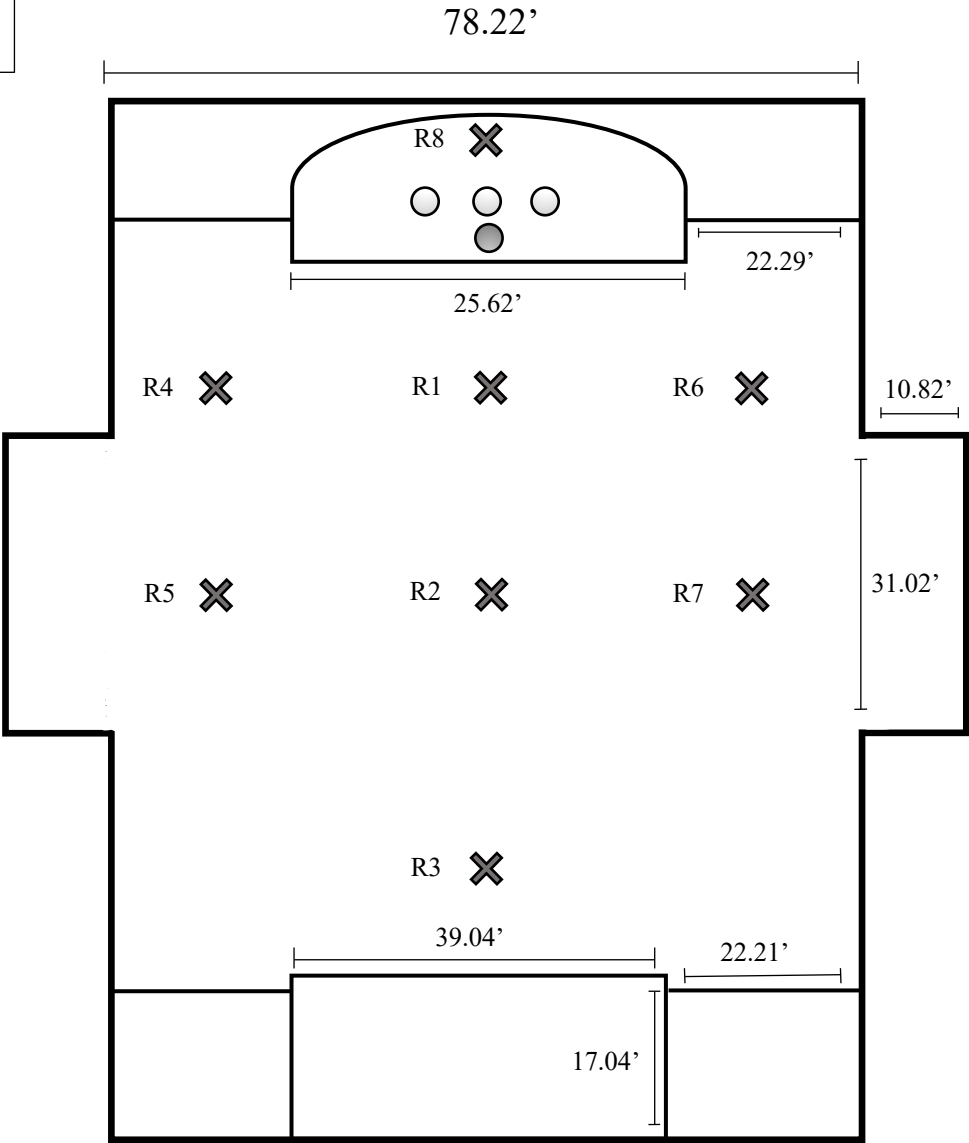 78.22’
R8
22.29’
25.62’
R4
R1
R6
10.82’
R5
R2
R7
31.02’
R3
39.04’
22.21’
17.04’